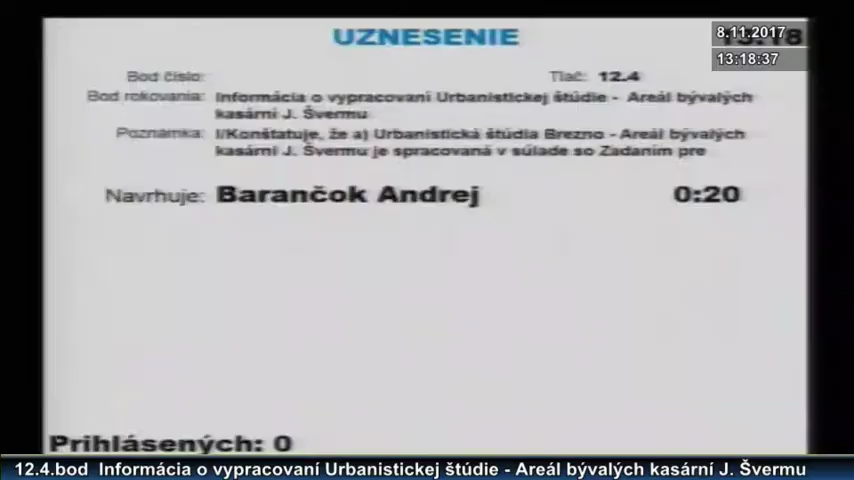 UZNESENIE
8.11.2017
13:18
13:18:37
Bod číslo:
Tlač: 12.4
Bod rokovania: Informácia o vypracovaní Urbanistickej štúdie - Areál bývalých
kasární J. Švermu
Poznámka: I/Konštatuje, že a) Urbanistická štúdia Brezno - Areál bývalých
kasární J. Švermu je spracovaná v súlade so Zadaním pre
Navrhuje: Barančok Andrej 0:20
Prihlásených: 0
12.4.bod Informácia o vypracovaní Urbanistickej štúdie - Areál bývalých kasární J. Švermu